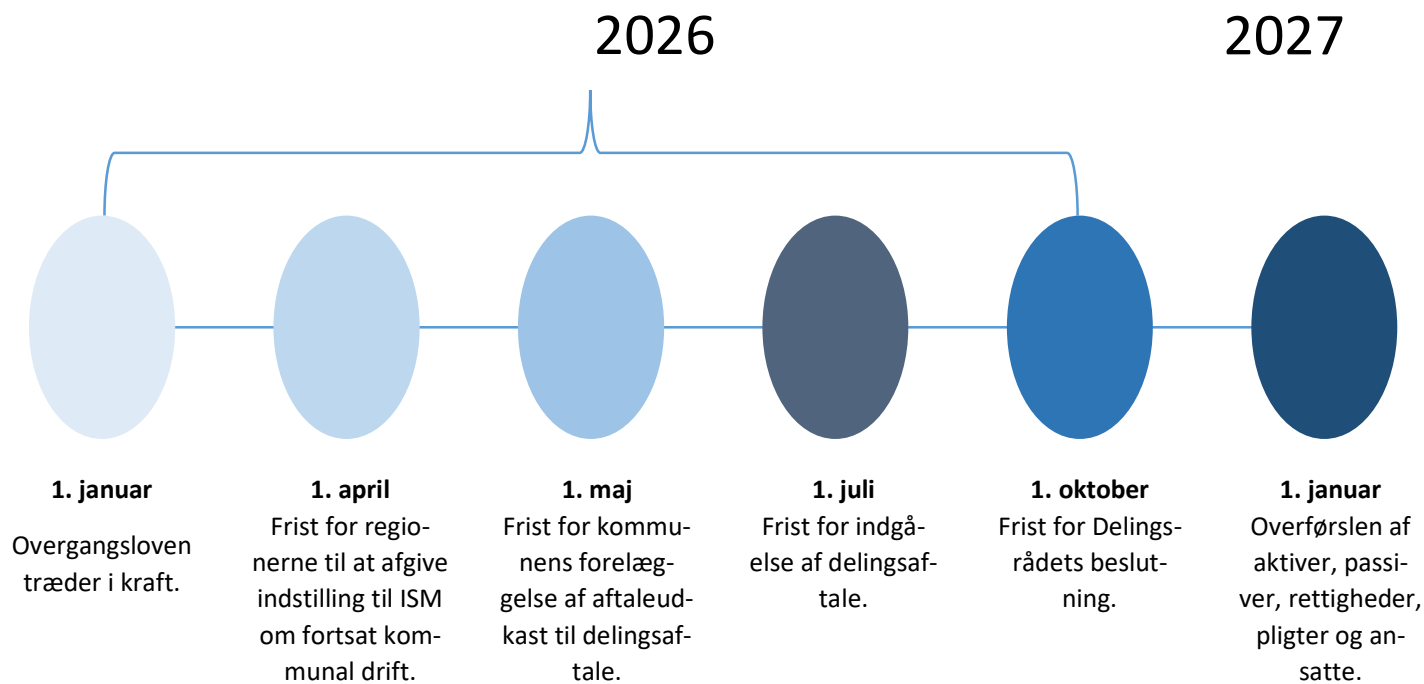 2026
2027
1. januar
Overgangsloven
træder i kraft.
1. april
Frist for regio-
nerne til at afgive
indstilling til ISM
om fortsat kom-
munal drift.
1. maj
Frist for kommu-
nens forelæg-
gelse af aftaleud-
kast til delingsaf-
tale.
1. juli
Frist for indgå-
else af delingsaf-
tale.
1. oktober
Frist for Delings-
rådets beslut-
ning.
1. januar
Overførslen af
aktiver, passi-
ver, rettigheder,
pligter og an-
satte.